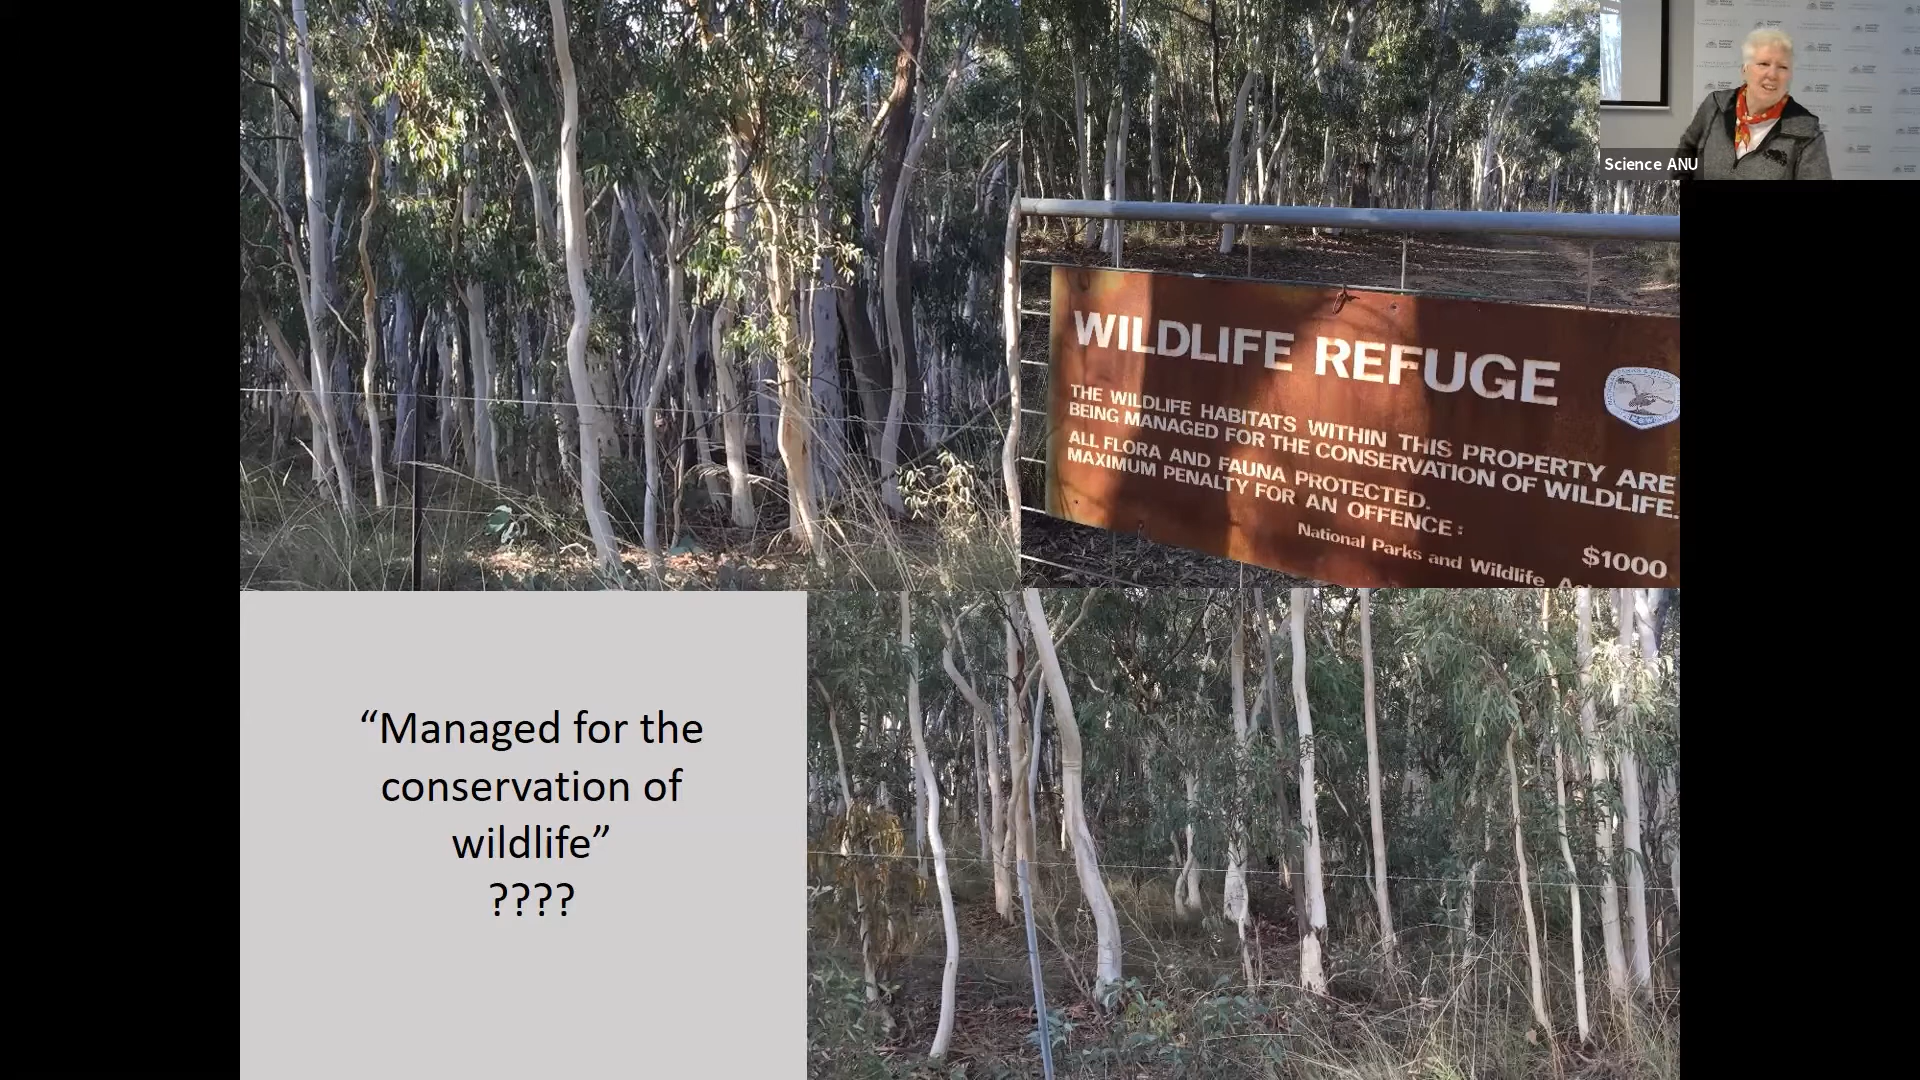 Science ANU
WILDLIFE REFUGE
THE WILDLIFE HABITATS WITHIN THIS PROPERTY ARE
BEING MANAGED FOR THE CONSERVATION OF WILDLIFE.
ALL FLORA AND FAUNA PROTECTED.
MAXIMUM PENALTY FOR AN OFFENCE:
$1000
National Parks and Wildlife
“Managed for the
conservation of
wildlife”
????